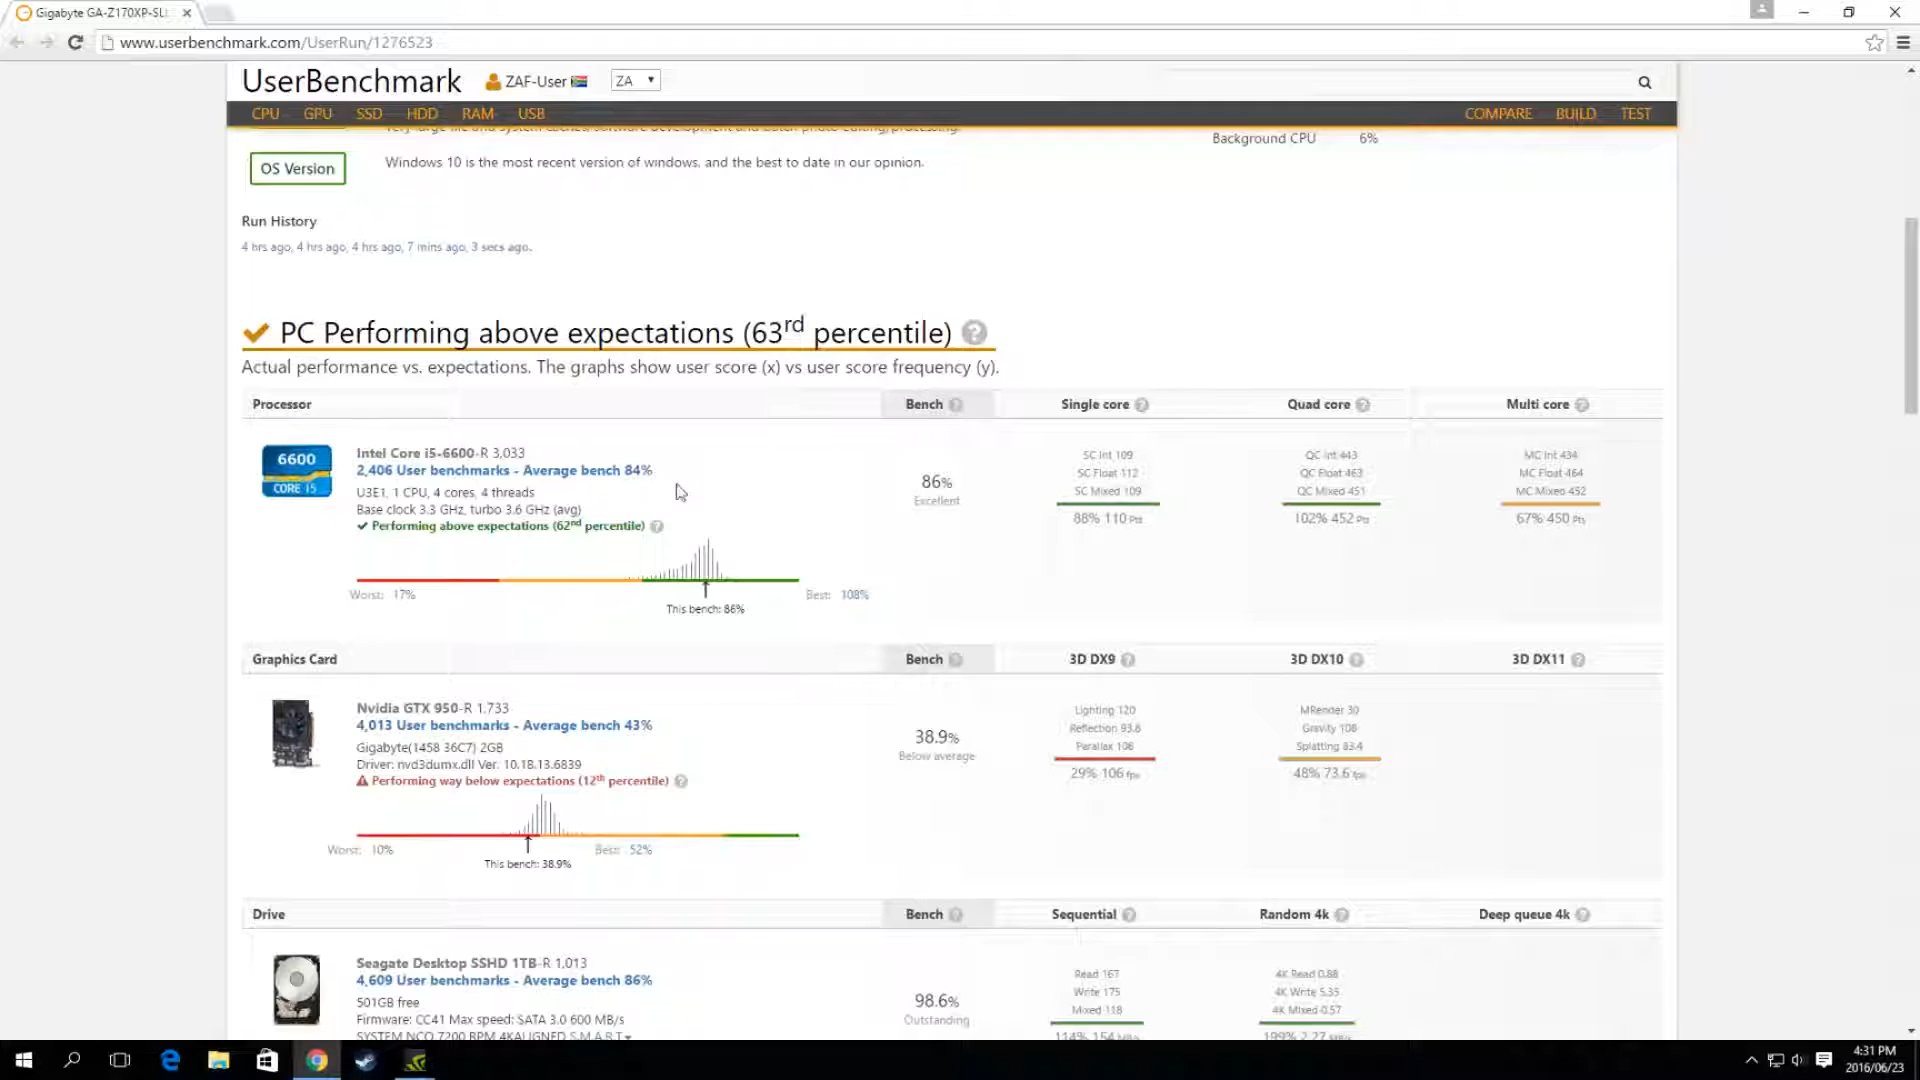 Gigabyte GA-Z170XP-SLI
www.userbenchmark.com/UserRun/1276523
UserBenchmark ZAF-User ZA
CPU GPU SSD HDD RAM USB COMPARE BUILD TEST
Background CPU 6%
OS Version Windows 10 is the most recent version of windows, and the best to date in our opinion.
Run History
4 hrs ago, 4 hrs ago, 4 hrs ago, 7 mins ago, 3 secs ago.
PC Performing above expectations (63rd percentile)
Actual performance vs. expectations. The graphs show user score (x) vs user score frequency (y).
Processor Bench Single core Quad core Multi core
6600
CORE i5
Intel Core i5-6600-R 3,033
2,406 User benchmarks - Average bench 84%
U3E1, 1 CPU, 4 cores, 4 threads
Base clock 3.3 GHz, turbo 3.6 GHz (avg)
Performing above expectations (62nd percentile)
Worst: 17% Best: 108%
This bench: 86%
86%
Excellent
SC Int 109
SC Float 112
SC Mixed 109
88% 110 Pts
QC Int 443
QC Float 463
QC Mixed 451
102% 452 Pts
MC Int 434
MC Float 464
MC Mixed 452
67% 450 Pts
Graphics Card Bench 3D DX9 3D DX10 3D DX11
Nvidia GTX 950-R 1,733
4,013 User benchmarks - Average bench 43%
Gigabyte(1458 36C7) 2GB
Driver: nvd3dumx.dll Ver. 10.18.13.6839
Performing way below expectations (12th percentile)
Worst: 10% Best: 52%
This bench: 38.9%
38.9%
Below average
Lighting 120
Reflection 93.8
Parallax 106
29% 106 fps
MRender 30
Gravity 108
Splatting 83.4
48% 73.6 fps
Drive Bench Sequential Random 4k Deep queue 4k
Seagate Desktop SSHD 1TB-R 1,013
4,609 User benchmarks - Average bench 86%
501GB free
Firmware: CC41 Max speed: SATA 3.0 600 MB/s
SYSTEM NCQ 7200 RPM 4KALIGNED S.M.A.R.T
98.6%
Outstanding
Read 167
Write 175
Mixed 118
114% 154 MB/s
4K Read 0.88
4K Write 5.35
4K Mixed 0.57
199% 2.27 MB/s
4:31 PM
2016/06/23